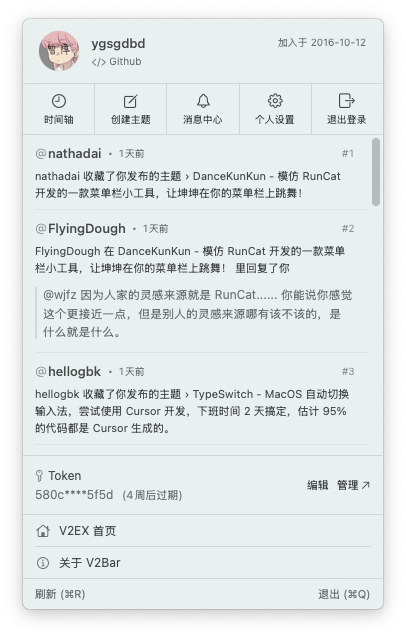 暂 瘴
ygsgdbd
</> Github
加入于 2016-10-12
时间轴
创建主题
消息中心
个人设置
退出登录
@nathadai • 1天前 #1
nathadai 收藏了你发布的主题 › DanceKunKun - 模仿 RunCat
开发的一款菜单栏小工具，让坤坤在你的菜单栏上跳舞！
@FlyingDough • 1天前 #2
FlyingDough 在 DanceKunKun - 模仿 RunCat 开发的一款菜单
栏小工具，让坤坤在你的菜单栏上跳舞！ 里回复了你
@wjfz 因为人家的灵感来源就是 RunCat...... 你能说你感觉
这个更接近一点，但是别人的灵感来源哪有该不该的，是
什么就是什么。
@hellogbk • 1天前 #3
hellogbk 收藏了你发布的主题 › TypeSwitch - MacOS 自动切换
输入法，尝试使用 Cursor 开发，下班时间 2 天搞定，估计 95%
的代码都是 Cursor 生成的。
Token
580c****5f5d (4周后过期)
编辑 管理 ↗
V2EX 首页
关于 V2Bar
刷新 (⌘R)
退出 (⌘Q)